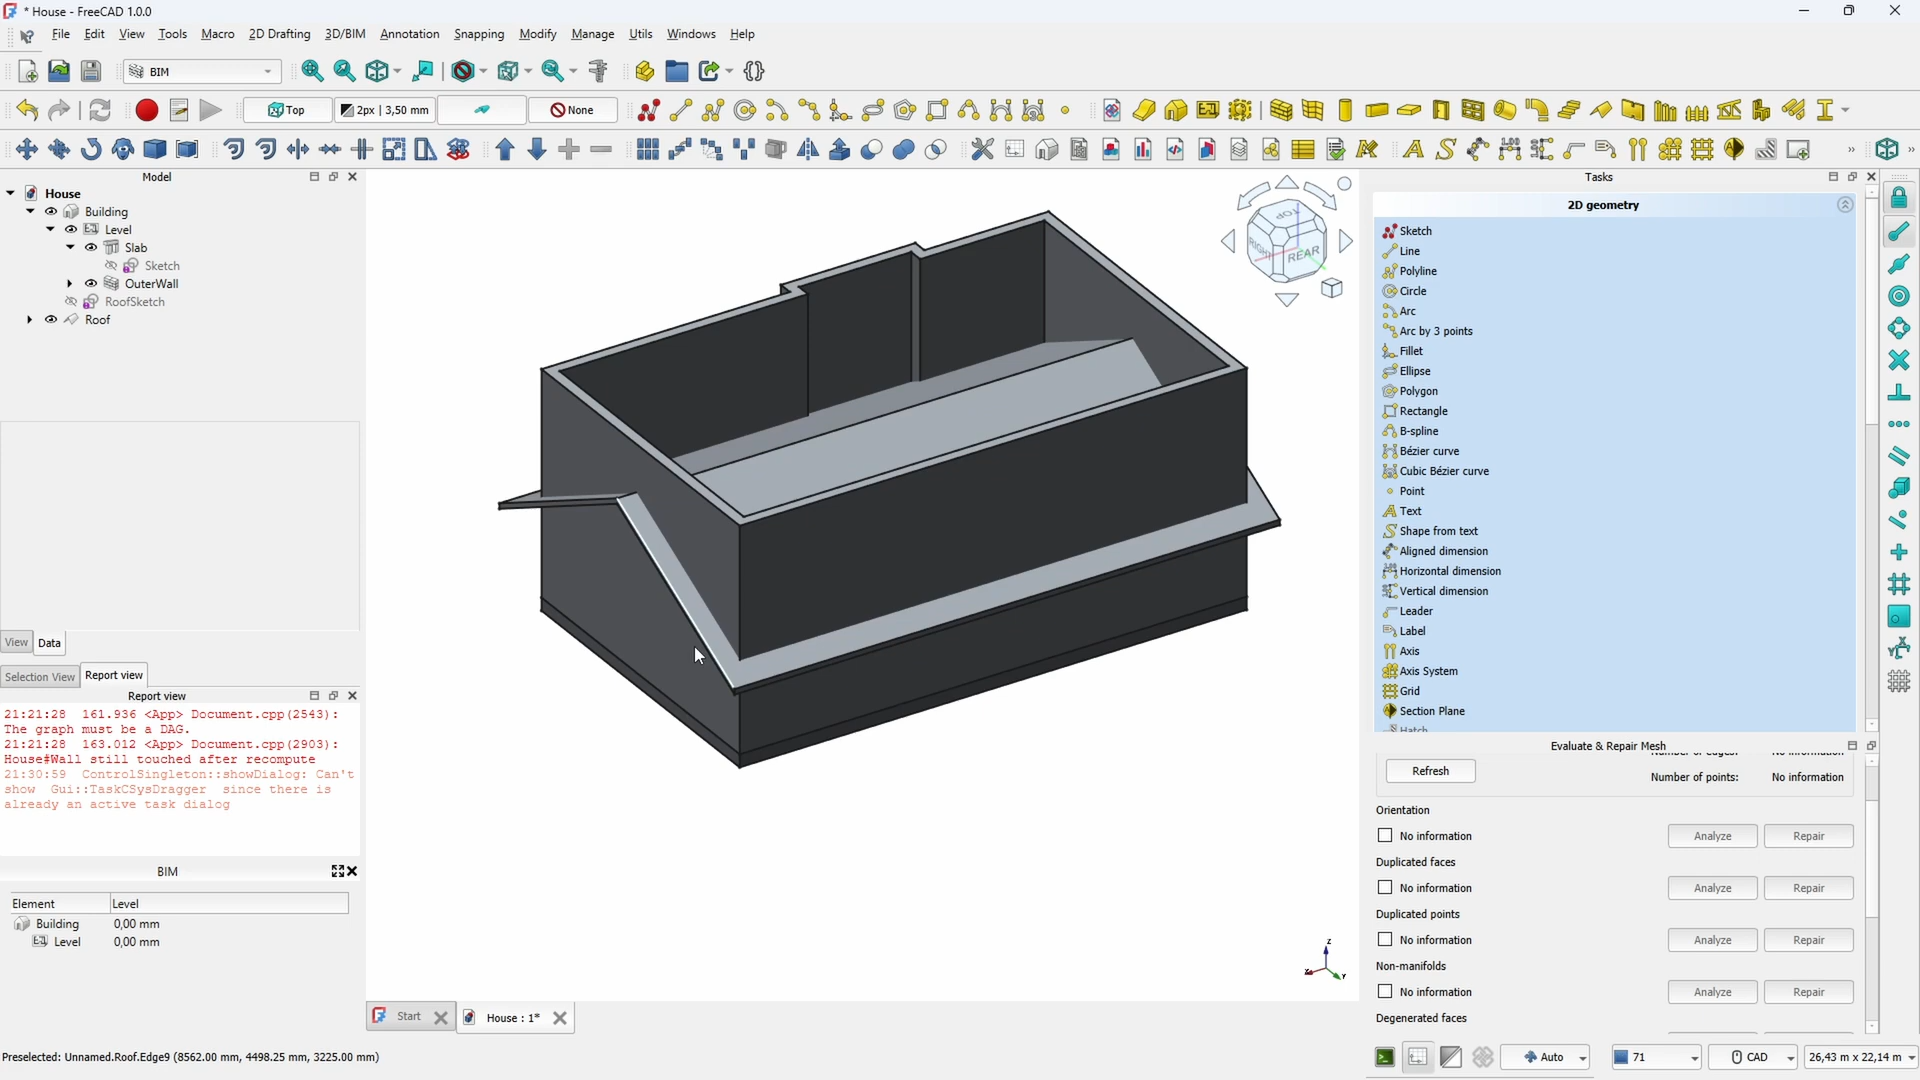 * House - FreeCAD 1.0.0
File Edit View Tools Macro 2D Drafting 3D/BIM Annotation Snapping Modify Manage Utils Windows Help
BIM
Top 2px | 3,50 mm None
Model
House
Building
Level
Slab
Sketch
OuterWall
RoofSketch
Roof
View Data
Selection View Report view
Report view
21:21:28 161.936 <App> Document.cpp(2543):
The graph must be a DAG.
21:21:28 163.012 <App> Document.cpp(2903):
House#Wall still touched after recompute
21:30:59 ControlSingleton::showDialog: Can't
show Gui::TaskCSysDragger since there is
already an active task dialog
BIM
Element Level
Building 0,00 mm
Level 0,00 mm
TOP
RIGHT
REAR
Z
X
Y
Start House : 1*
Tasks
2D geometry
Sketch
Line
Polyline
Circle
Arc
Arc by 3 points
Fillet
Ellipse
Polygon
Rectangle
B-spline
Bézier curve
Cubic Bézier curve
Point
Text
Shape from text
Aligned dimension
Horizontal dimension
Vertical dimension
Leader
Label
Axis
Axis System
Grid
Section Plane
Hatch
Evaluate & Repair Mesh
Number of edges: No information
Refresh Number of points: No information
Orientation
No information Analyze Repair
Duplicated faces
No information Analyze Repair
Duplicated points
No information Analyze Repair
Non-manifolds
No information Analyze Repair
Degenerated faces
Preselected: Unnamed.Roof.Edge9 (8562.00 mm, 4498.25 mm, 3225.00 mm)
Auto 71 CAD 26,43 m x 22,14 m